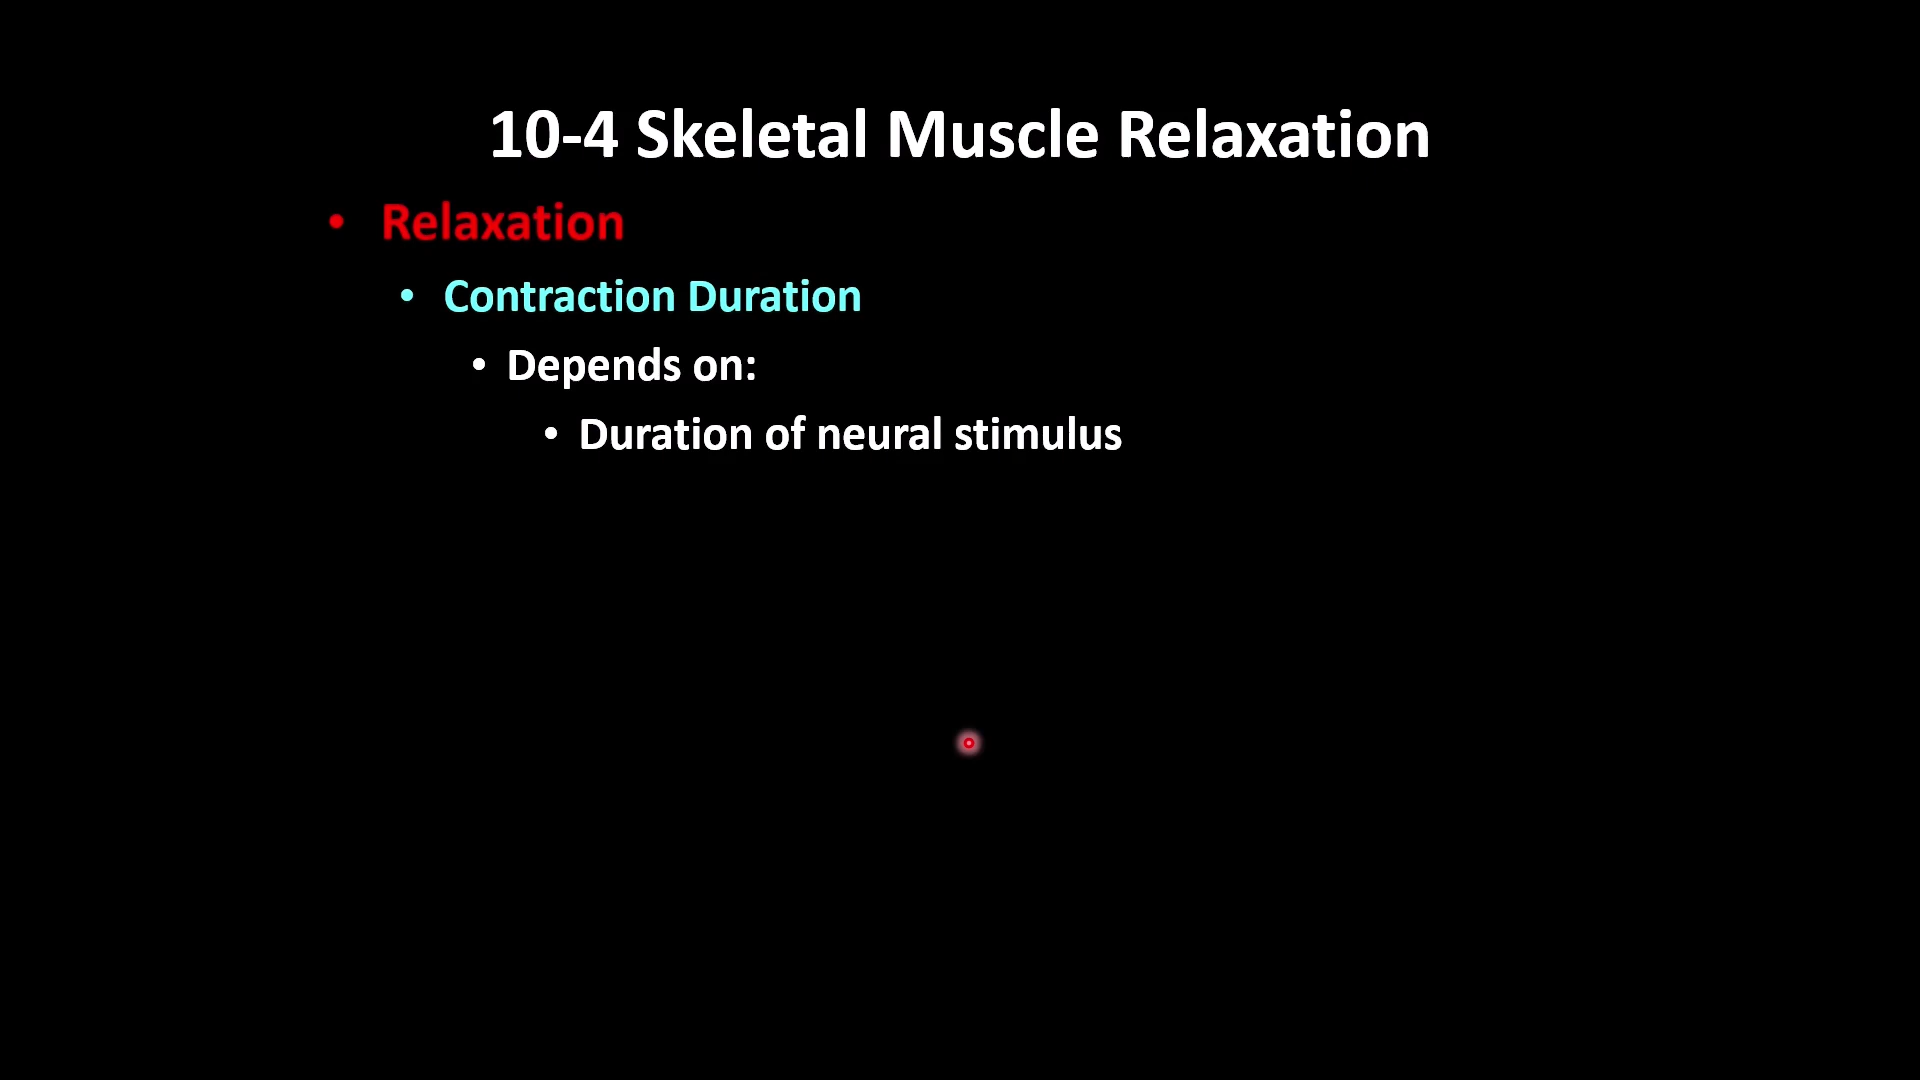 10-4 Skeletal Muscle Relaxation
• Relaxation
• Contraction Duration
• Depends on:
• Duration of neural stimulus